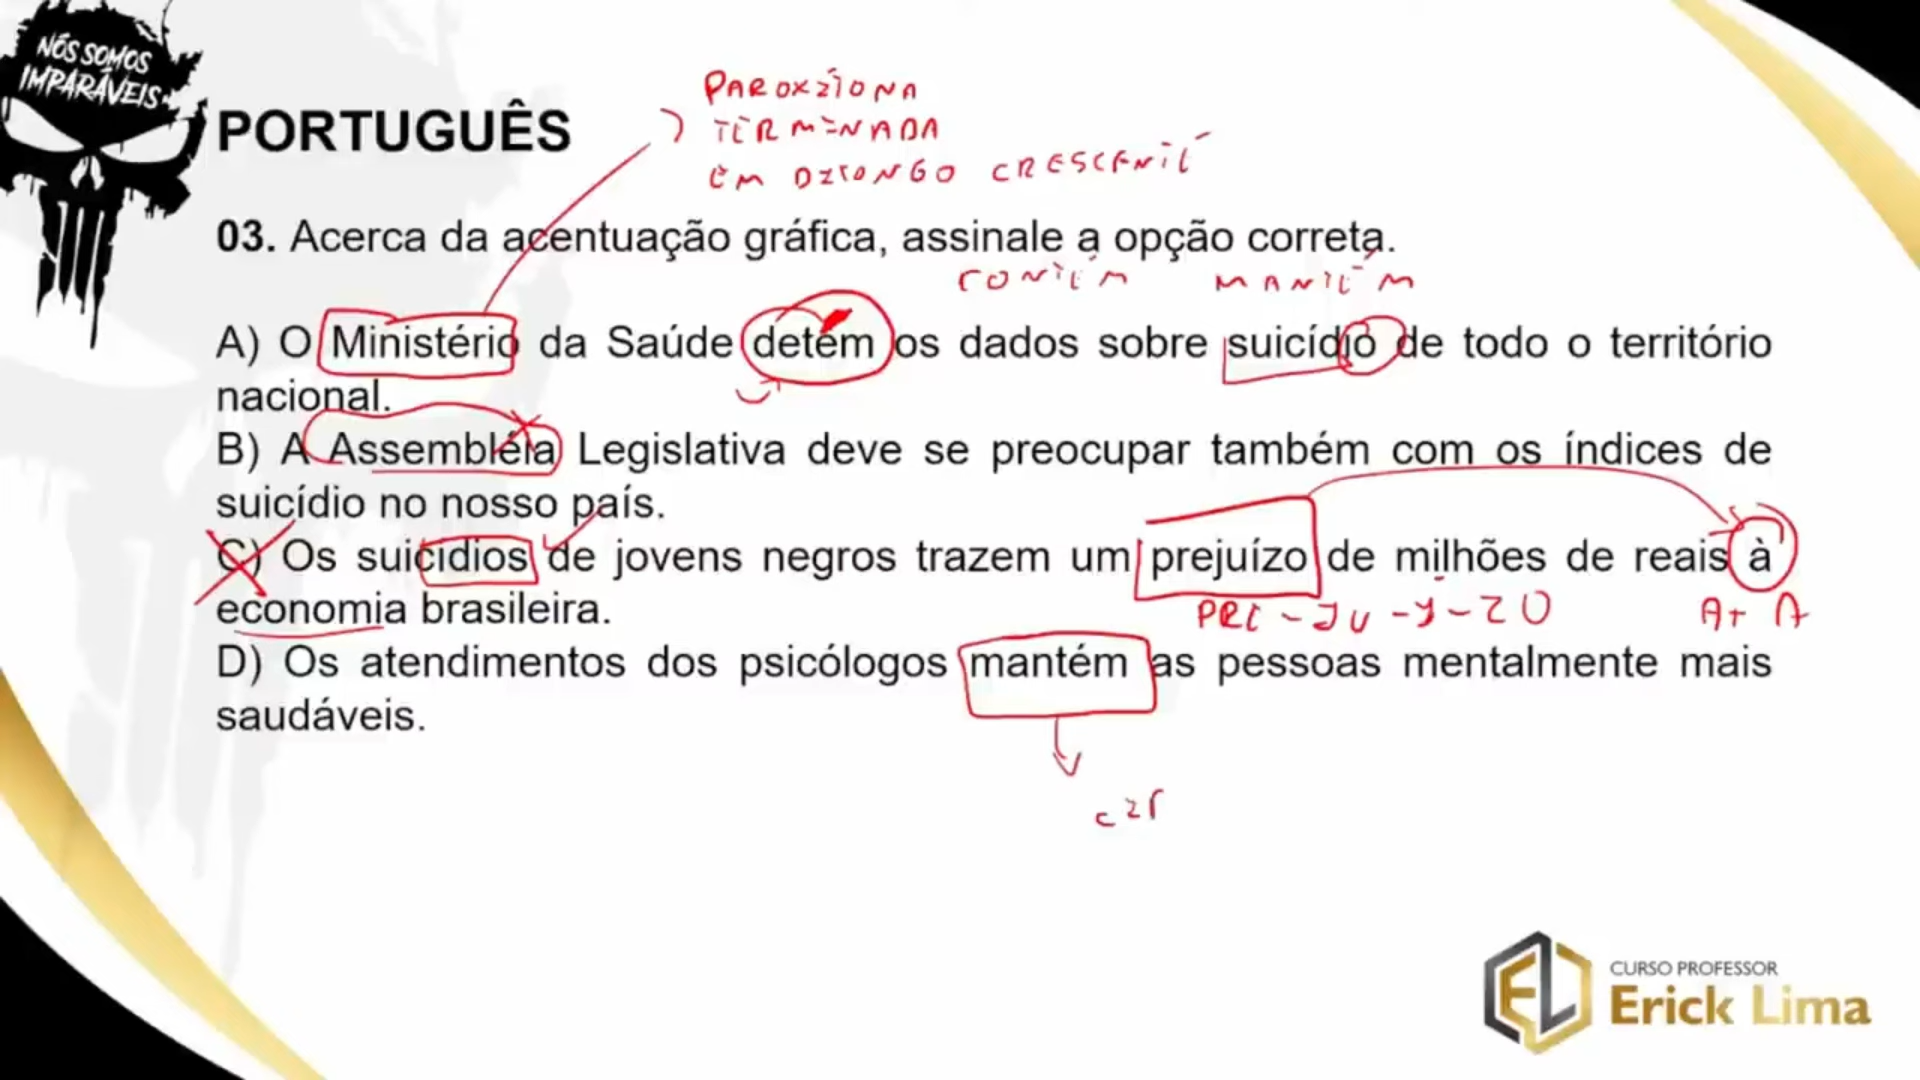 NÓS SOMOS
IMPARÁVEIS
PORTUGUÊS
PAROXÍTONA
TERMINADA
EM DITONGO CRESCENTE
03. Acerca da acentuação gráfica, assinale a opção correta.
CONTÉM MANTÉM
A) O Ministério da Saúde detém os dados sobre suicídio de todo o território
nacional.
B) A Assembléia Legislativa deve se preocupar também com os índices de
suicídio no nosso país.
C) Os suicídios de jovens negros trazem um prejuízo de milhões de reais à
economia brasileira.
PRE - JU - Í - ZO A+ A
D) Os atendimentos dos psicólogos mantém as pessoas mentalmente mais
saudáveis.
CURSO PROFESSOR
Erick Lima